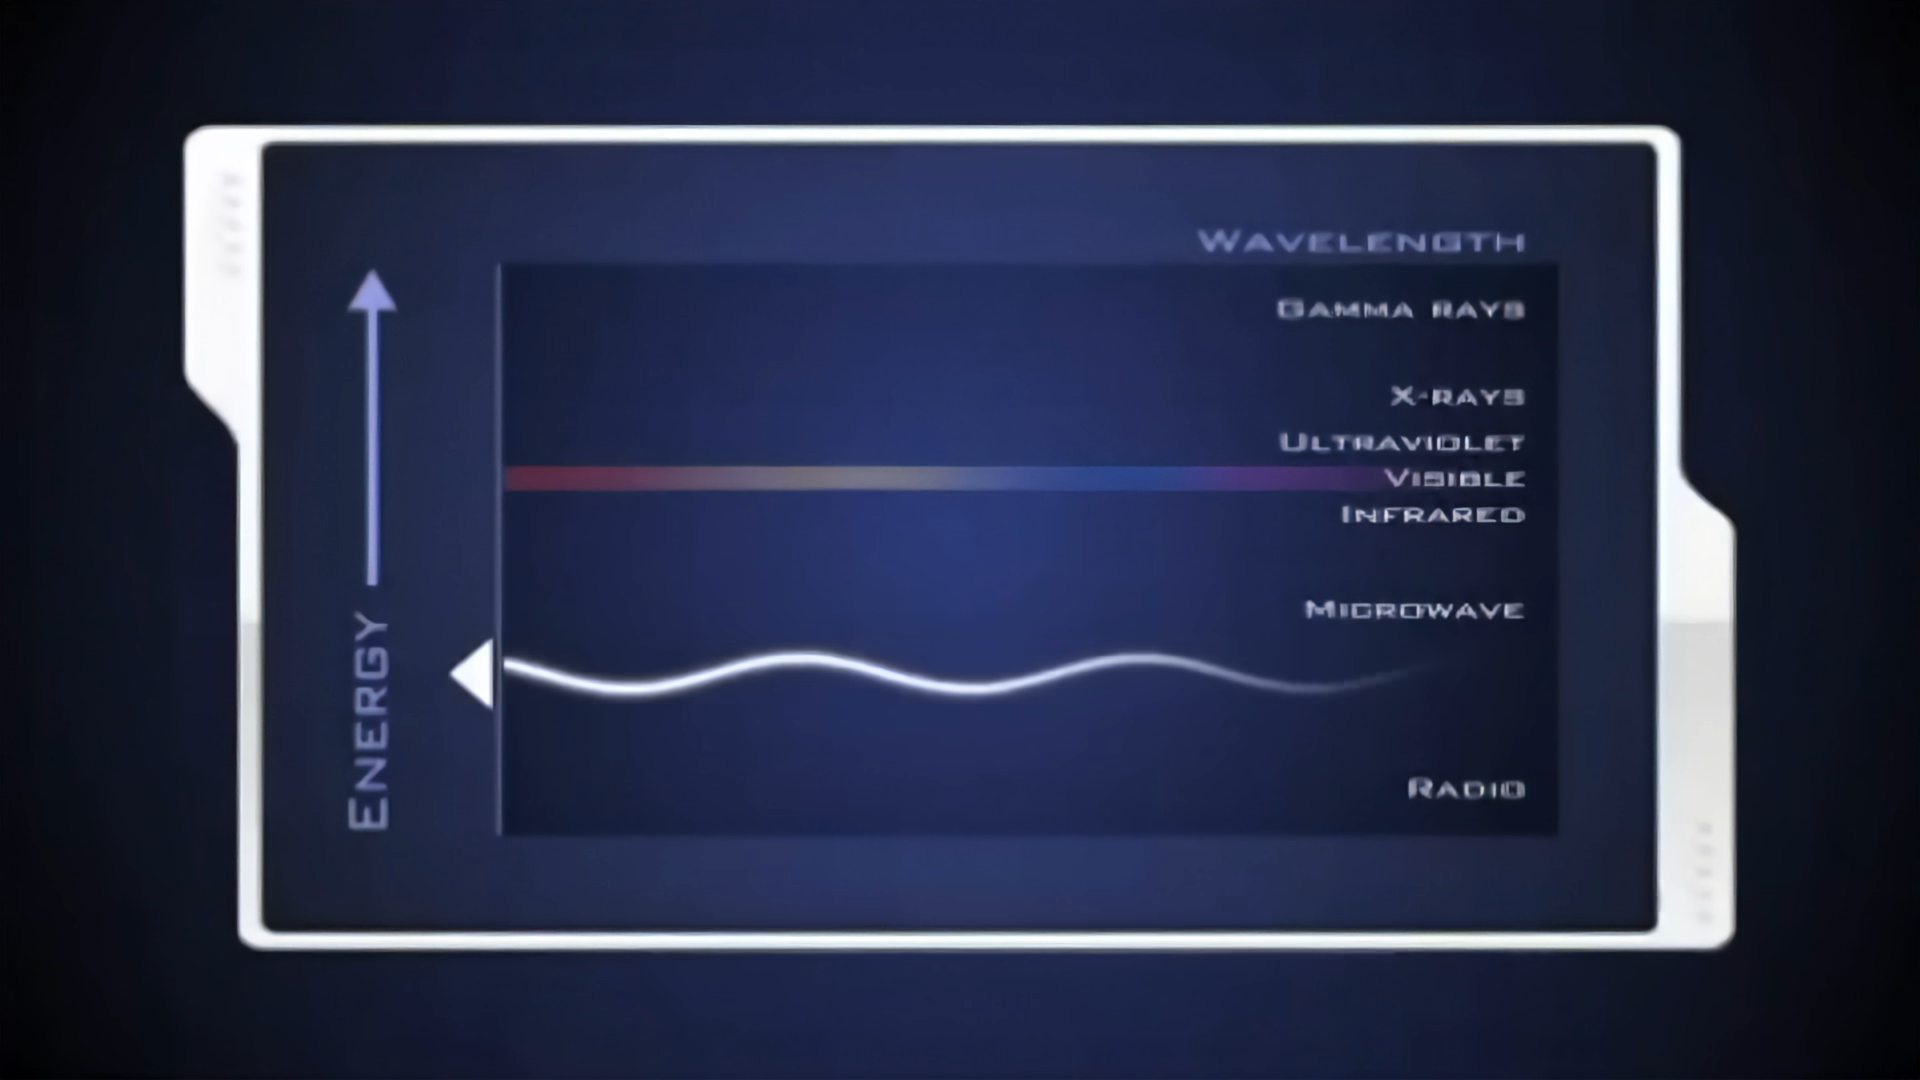 WAVELENGTH
GAMMA RAYS
X-RAYS
ULTRAVIOLET
VISIBLE
INFRARED
MICROWAVE
RADIO
ENERGY